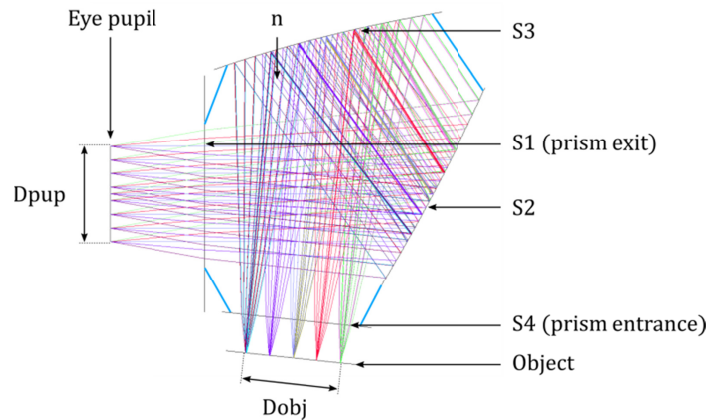 Eye pupil
n
S3
S1 (prism exit)
Dpup
S2
S4 (prism entrance)
Object
Dobj